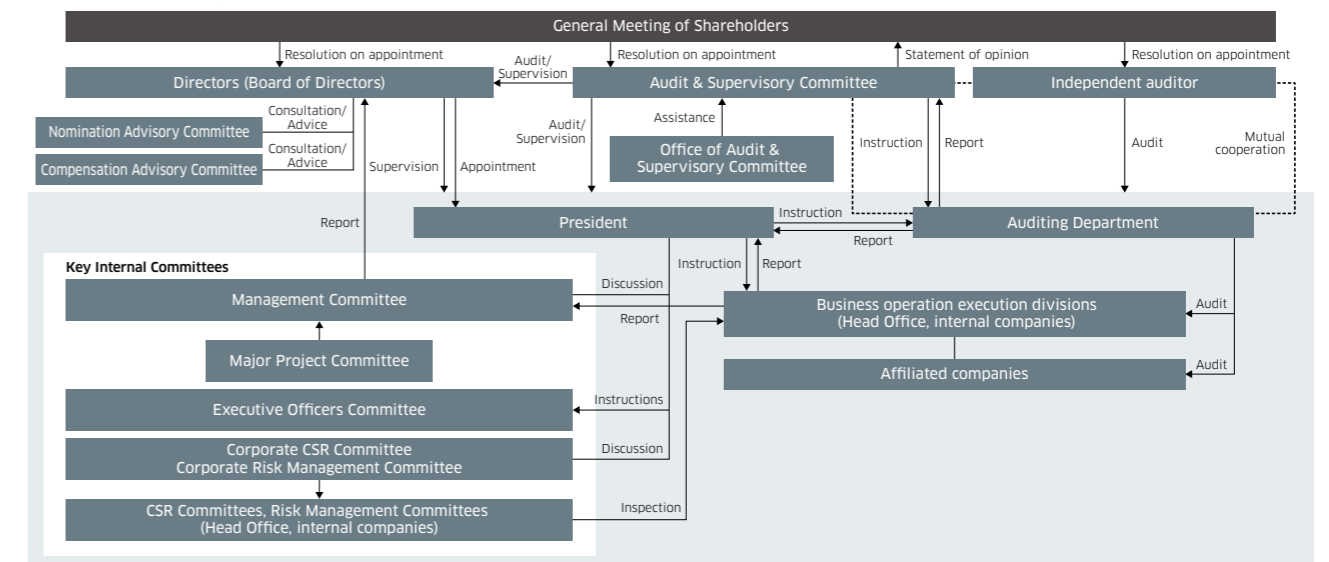 General Meeting of Shareholders
Resolution on appointment
Resolution on appointment
Statement of opinion
Resolution on appointment
Audit/
Supervision
Directors (Board of Directors)
Audit & Supervisory Committee
Independent auditor
Consultation/
Advice
Nomination Advisory Committee
Consultation/
Advice
Compensation Advisory Committee
Supervision
Appointment
Audit/
Supervision
Assistance
Office of Audit &
Supervisory Committee
Instruction
Report
Audit
Mutual
cooperation
Report
President
Instruction
Report
Auditing Department
Key Internal Committees
Instruction
Report
Management Committee
Discussion
Report
Business operation execution divisions
(Head Office, internal companies)
Audit
Major Project Committee
Affiliated companies
Audit
Executive Officers Committee
Instructions
Corporate CSR Committee
Corporate Risk Management Committee
Discussion
CSR Committees, Risk Management Committees
(Head Office, internal companies)
Inspection